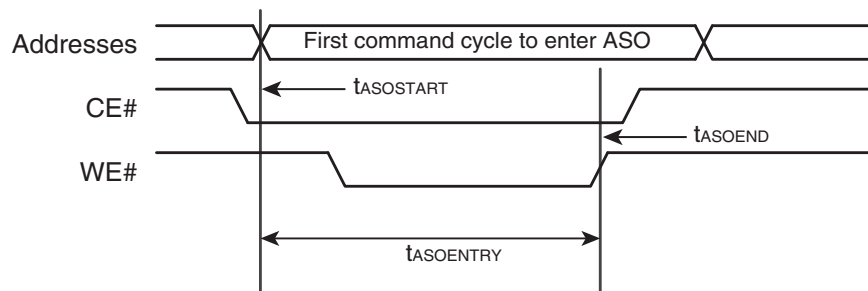 Addresses
First command cycle to enter ASO
tASOSTART
CE#
tASOEND
WE#
tASOENTRY